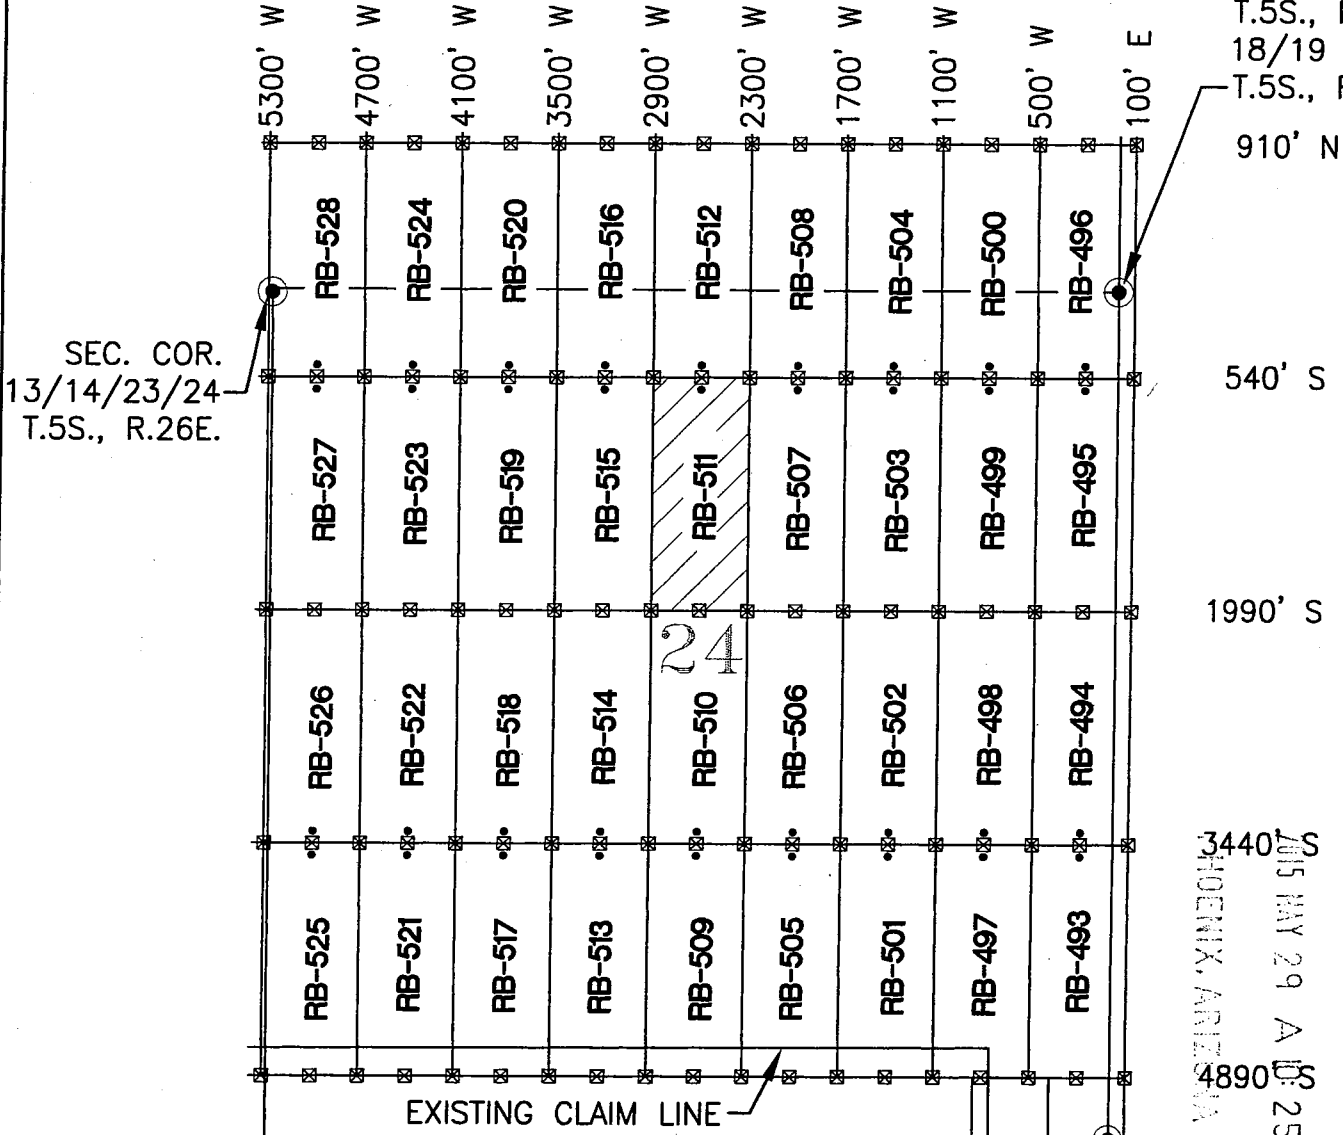 5300' W
4700' W
4100' W
3500' W
2900' W
2300' W
1700' W
1100' W
500' W
100' E
T.5S.,
18/19
T.5S.,
910' N
RB-528
RB-524
RB-520
RB-516
RB-512
RB-508
RB-504
RB-500
RB-496
SEC. COR.
13/14/23/24
T.5S., R.26E.
540' S
RB-527
RB-523
RB-519
RB-515
RB-511
RB-507
RB-503
RB-499
RB-495
1990' S
24
RB-526
RB-522
RB-518
RB-514
RB-510
RB-506
RB-502
RB-498
RB-494
3440' S
RB-525
RB-521
RB-517
RB-513
RB-509
RB-505
RB-501
RB-497
RB-493
4890' S
EXISTING CLAIM LINE
2015 MAY 29 A